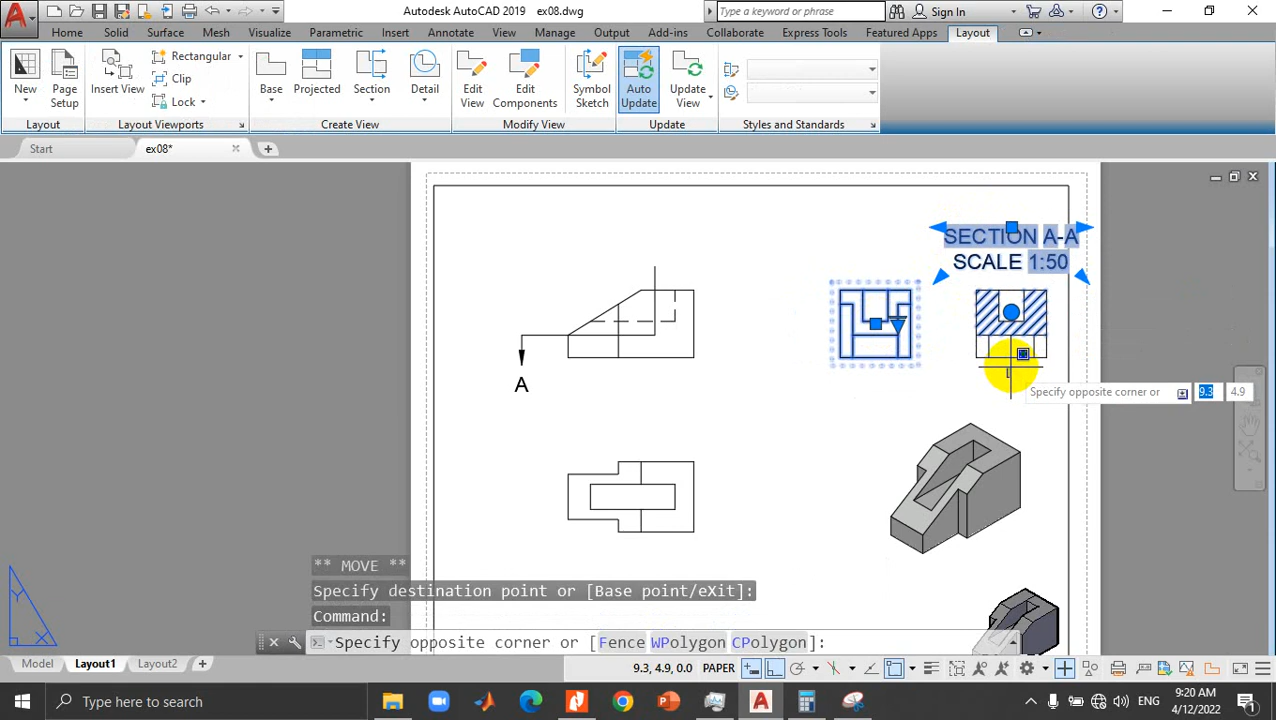 Autodesk AutoCAD 2019 ex08.dwg
Type a keyword or phrase
Sign In
Home Solid Surface Mesh Visualize Parametric Insert Annotate View Manage Output Add-ins Collaborate Express Tools Featured Apps Layout
New
Page Setup
Insert View
Rectangular
Clip
Lock
Base
Projected
Section
Detail
Edit View
Edit Components
Symbol Sketch
Auto Update
Update View
Layout
Layout Viewports
Create View
Modify View
Update
Styles and Standards
Start
ex08*
SECTION A-A
SCALE 1:50
A
Specify opposite corner or 9.3 4.9
** MOVE **
Specify destination point or [Base point/eXit]:
Command:
Specify opposite corner or [Fence WPolygon CPolygon]:
Y
X
Model Layout1 Layout2
9.3, 4.9, 0.0 PAPER
Type here to search
ENG
9:20 AM
4/12/2022
1